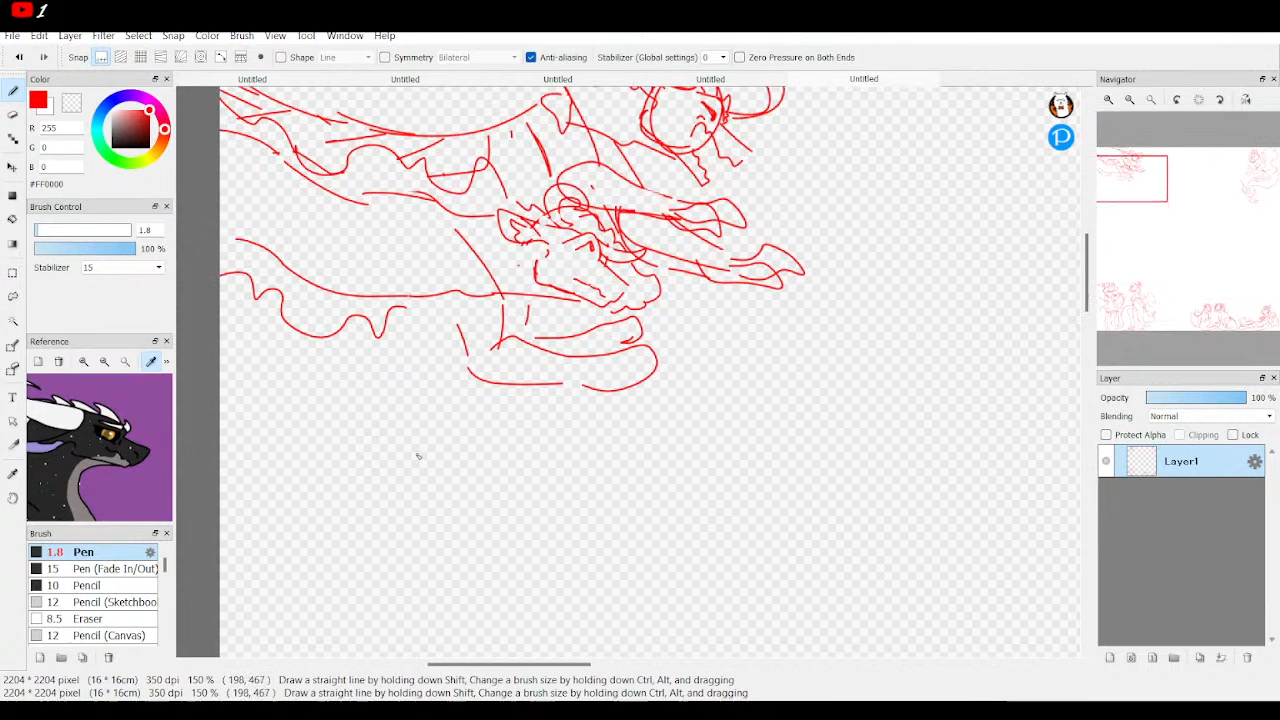 1
File Edit Layer Filter Select Snap Color Brush View Tool Window Help
Snap Shape Line Symmetry Bilateral Anti-aliasing Stabilizer (Global settings) 0 Zero Pressure on Both Ends
Color
Untitled Untitled Untitled Untitled Untitled
Navigator
R 255
G 0
B 0
#FF0000
Brush Control
1.8
100 %
Stabilizer 15
Reference
Layer
Opacity 100 %
Blending Normal
Protect Alpha Clipping Lock
Layer1
Brush
1.8 Pen
15 Pen (Fade In/Out)
10 Pencil
12 Pencil (Sketchboo
8.5 Eraser
12 Pencil (Canvas)
2204 * 2204 pixel (16 * 16cm) 350 dpi 150 % ( 198, 467 ) Draw a straight line by holding down Shift, Change a brush size by holding down Ctrl, Alt, and dragging
2204 * 2204 pixel (16 * 16cm) 350 dpi 150 % ( 198, 467 ) Draw a straight line by holding down Shift, Change a brush size by holding down Ctrl, Alt, and dragging